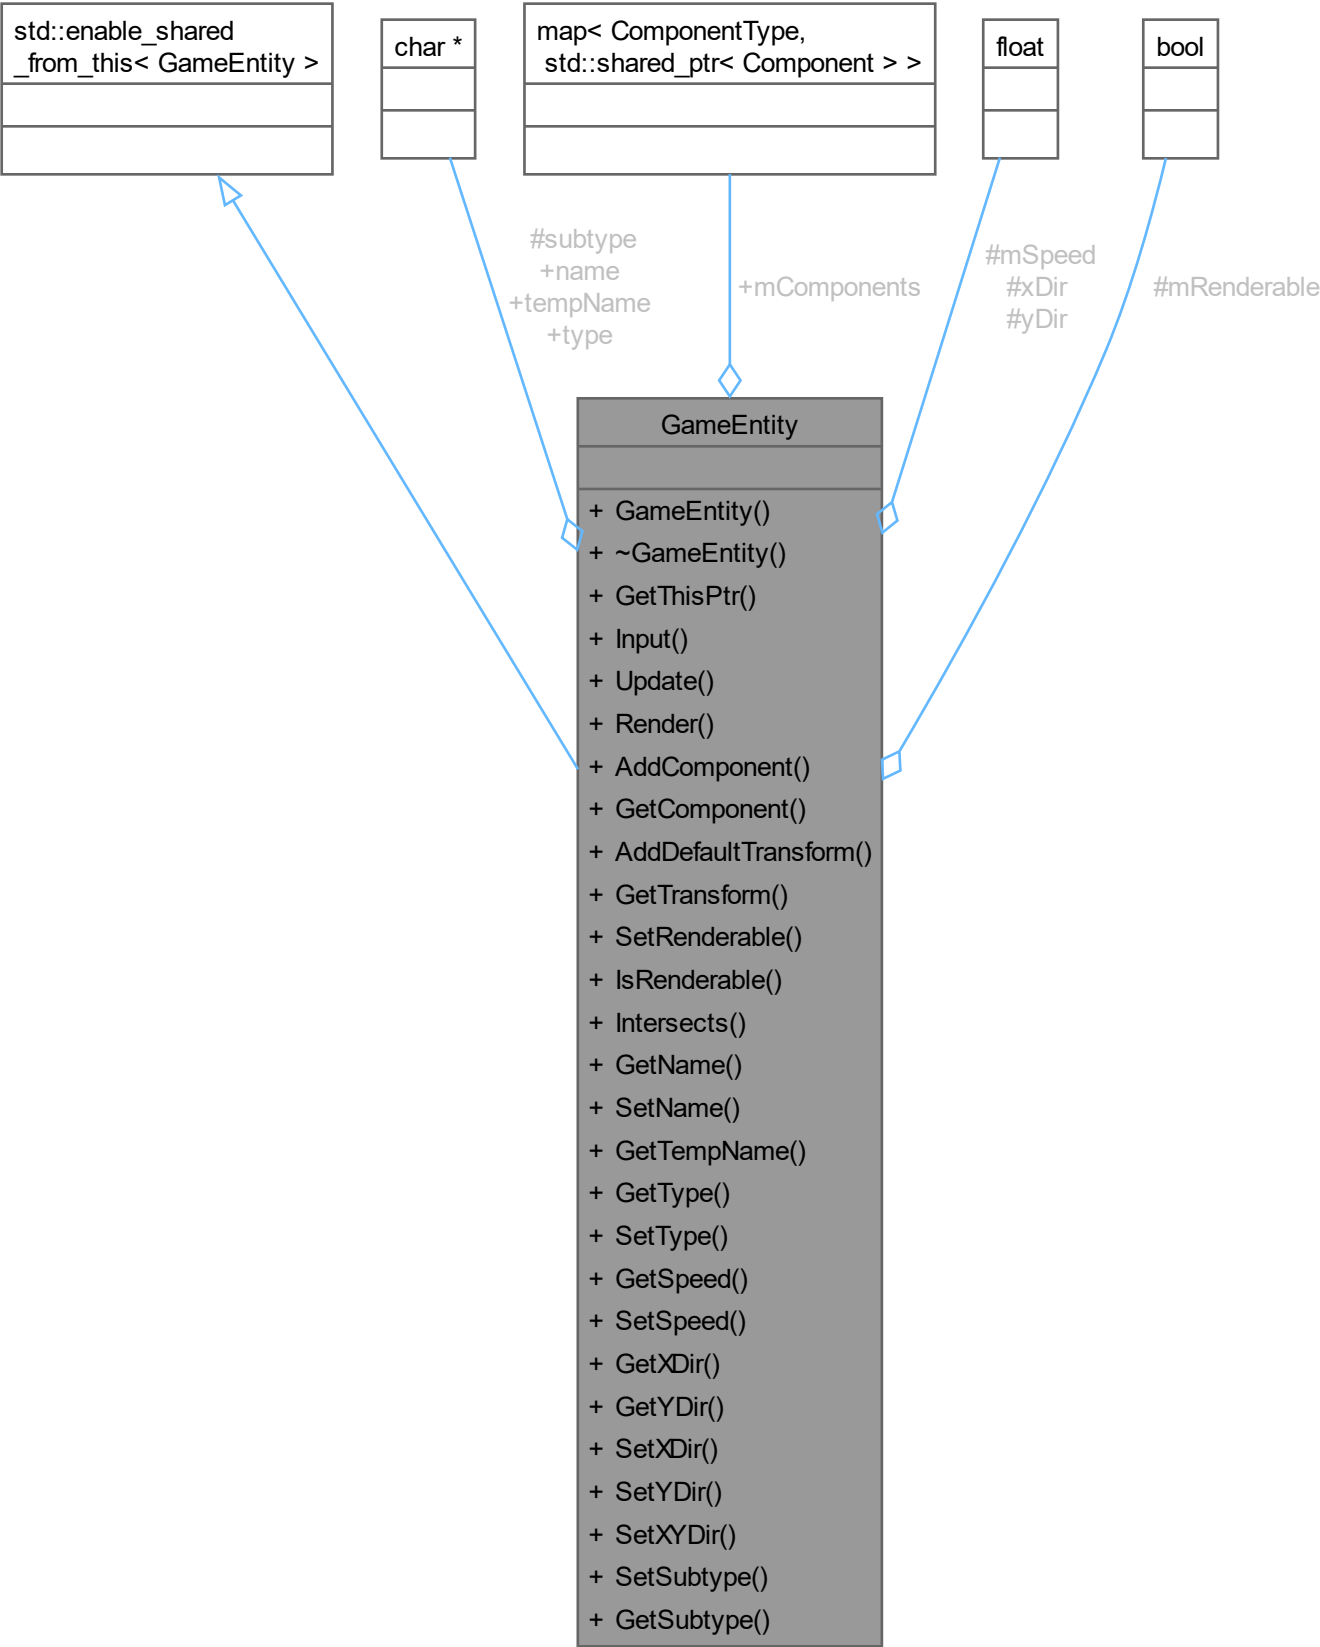 std::enable_shared
_from_this< GameEntity >
char *
map< ComponentType,
std::shared_ptr< Component > >
float
bool
#subtype
+name
+tempName
+type
+mComponents
#mSpeed
#xDir
#yDir
#mRenderable
GameEntity
+ GameEntity()
+ ~GameEntity()
+ GetThisPtr()
+ Input()
+ Update()
+ Render()
+ AddComponent()
+ GetComponent()
+ AddDefaultTransform()
+ GetTransform()
+ SetRenderable()
+ IsRenderable()
+ Intersects()
+ GetName()
+ SetName()
+ GetTempName()
+ GetType()
+ SetType()
+ GetSpeed()
+ SetSpeed()
+ GetXDir()
+ GetYDir()
+ SetXDir()
+ SetYDir()
+ SetXYDir()
+ SetSubtype()
+ GetSubtype()